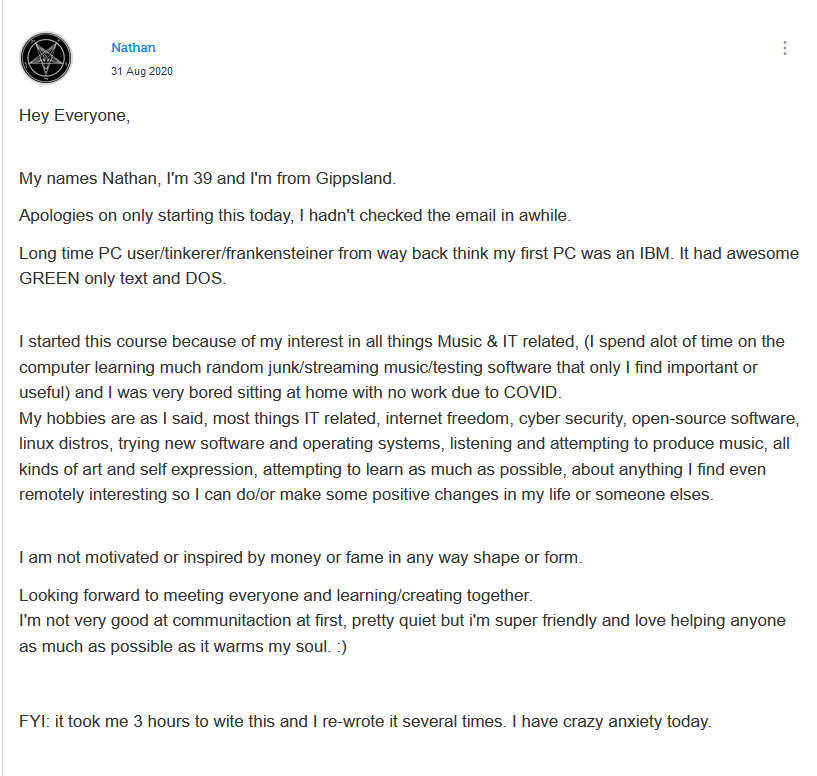 Nathan
31 Aug 2020
Hey Everyone,
My names Nathan, I'm 39 and I'm from Gippsland.
Apologies on only starting this today, I hadn't checked the email in awhile.
Long time PC user/tinkerer/frankensteiner from way back think my first PC was an IBM. It had awesome
GREEN only text and DOS.
I started this course because of my interest in all things Music & IT related, (I spend alot of time on the
computer learning much random junk/streaming music/testing software that only I find important or
useful) and I was very bored sitting at home with no work due to COVID.
My hobbies are as I said, most things IT related, internet freedom, cyber security, open-source software,
linux distros, trying new software and operating systems, listening and attempting to produce music, all
kinds of art and self expression, attempting to learn as much as possible, about anything I find even
remotely interesting so I can do/or make some positive changes in my life or someone elses.
I am not motivated or inspired by money or fame in any way shape or form.
Looking forward to meeting everyone and learning/creating together.
I'm not very good at communitaction at first, pretty quiet but i'm super friendly and love helping anyone
as much as possible as it warms my soul. :)
FYI: it took me 3 hours to wite this and I re-wrote it several times. I have crazy anxiety today.